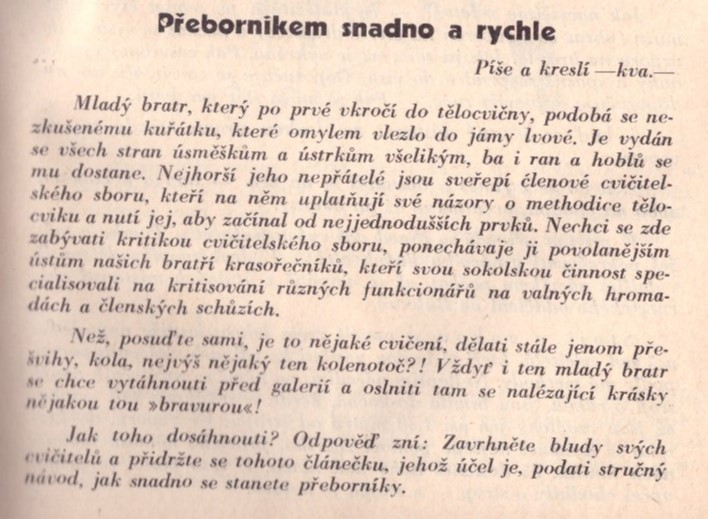 Přeborníkem snadno a rychle
Píše a kreslí —kva.—
Mladý bratr, který po prvé vkročí do tělocvičny, podobá se ne-
zkušenému kuřátku, které omylem vlezlo do jámy lvové. Je vydán
se všech stran úsměškům a ústrkům všelikým, ba i ran a hoblů se
mu dostane. Nejhorší jeho nepřátelé jsou sveřepí členové cvičitel-
ského sboru, kteří na něm uplatňují své názory o methodice tělo-
cviku a nutí jej, aby začínal od nejjednodušších prvků. Nechci se zde
zabývati kritikou cvičitelského sboru, ponechávaje ji povolanějším
ústům našich bratří krasořečníků, kteří svou sokolskou činnost spe-
cialisovali na kritisování různých funkcionářů na valných hroma-
dách a členských schůzích.
Než, posuďte sami, je to nějaké cvičení, dělati stále jenom pře-
švihy, kola, nejvýš nějaký ten kolenotoč?! Vždyť i ten mladý bratr
se chce vytáhnouti před galerií a oslniti tam se nalézající krásky
nějakou tou »bravurou«!
Jak toho dosáhnouti? Odpověď zní: Zavrhněte bludy svých
cvičitelů a přidržte se tohoto článečku, jehož účel je, podati stručný
návod, jak snadno se stanete přeborníky.